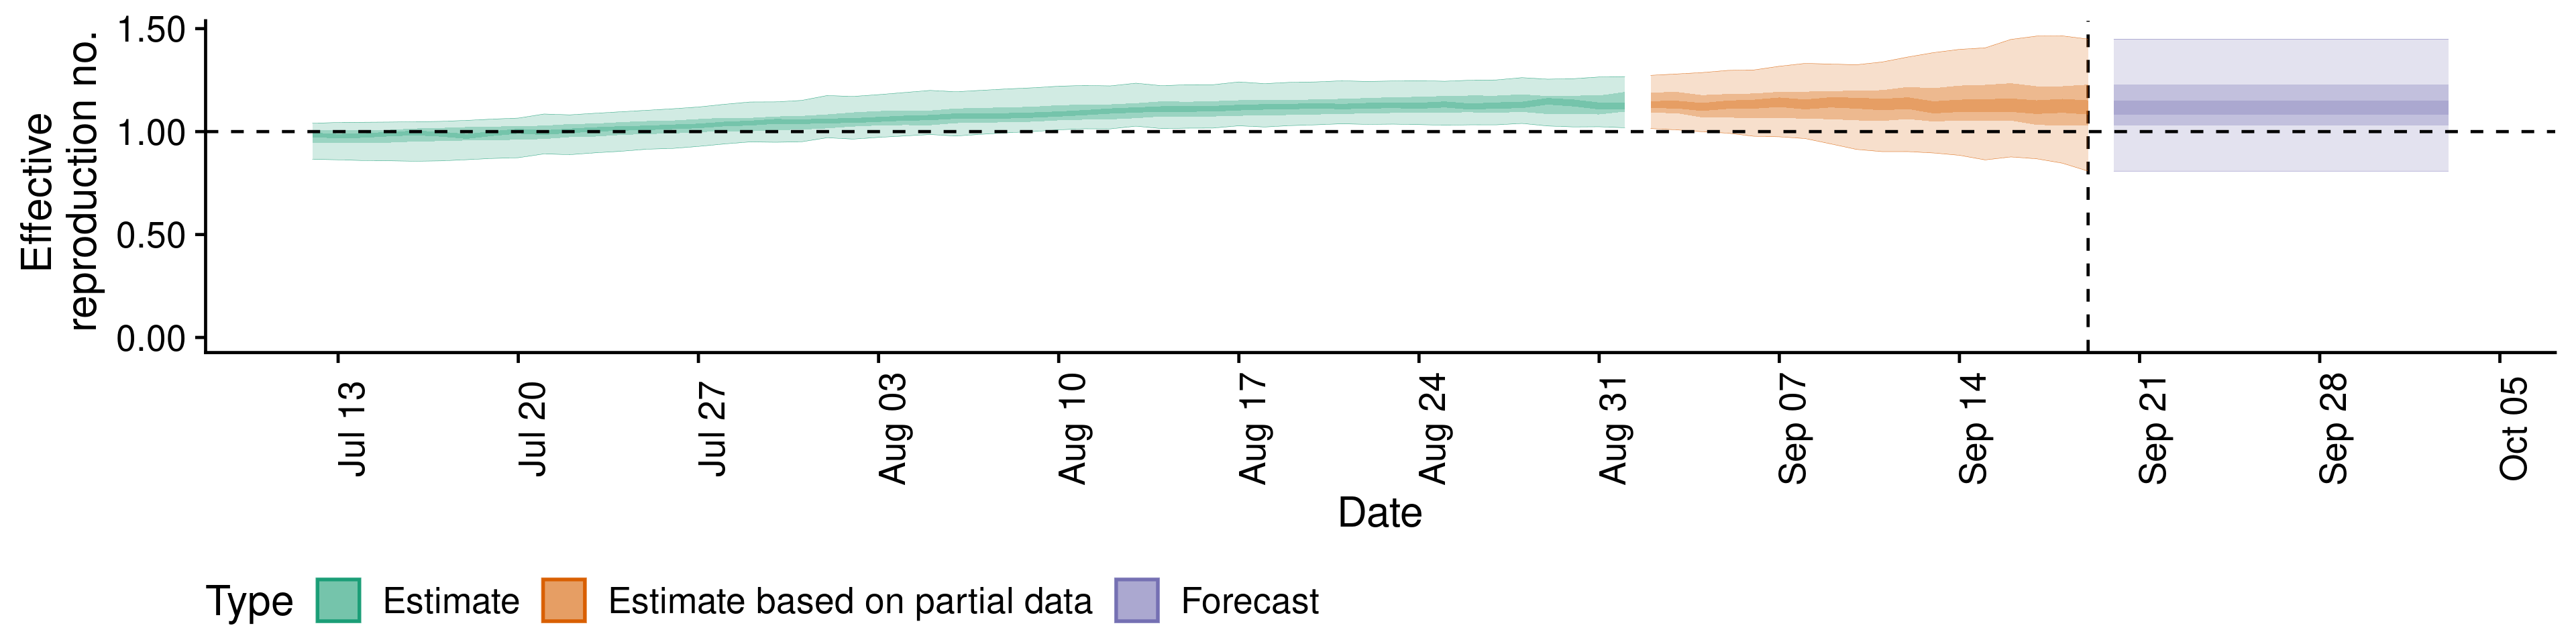 Effective
reproduction no.
1.50
1.00
0.50
0.00
Jul 13
Jul 20
Jul 27
Aug 03
Aug 10
Aug 17
Aug 24
Aug 31
Sep 07
Sep 14
Sep 21
Sep 28
Oct 05
Date
Type Estimate Estimate based on partial data Forecast